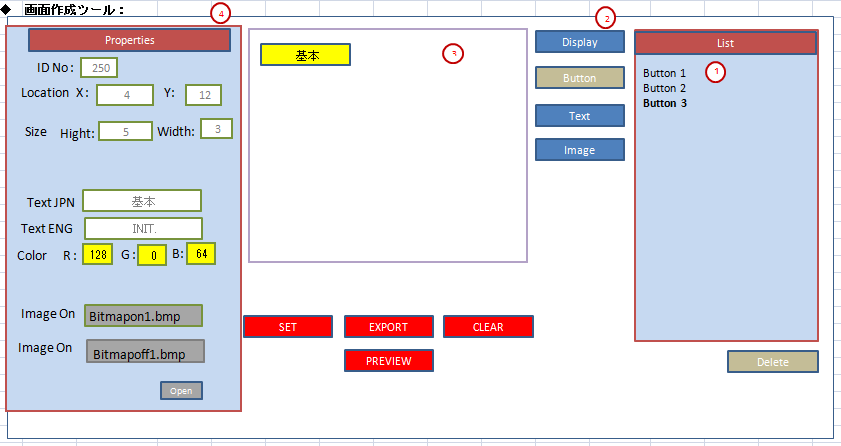 ◆ 画面作成ツール：
4
Properties
ID No : 250
Location X : 4 Y: 12
Size Hight: 5 Width: 3
Text JPN 基本
Text ENG INIT.
Color R : 128 G : 0 B: 64
Image On Bitmapon1.bmp
Image On Bitmapoff1.bmp
Open
基本
3
SET
EXPORT
CLEAR
PREVIEW
2
Display
Button
Text
Image
List
1
Button 1
Button 2
Button 3
Delete